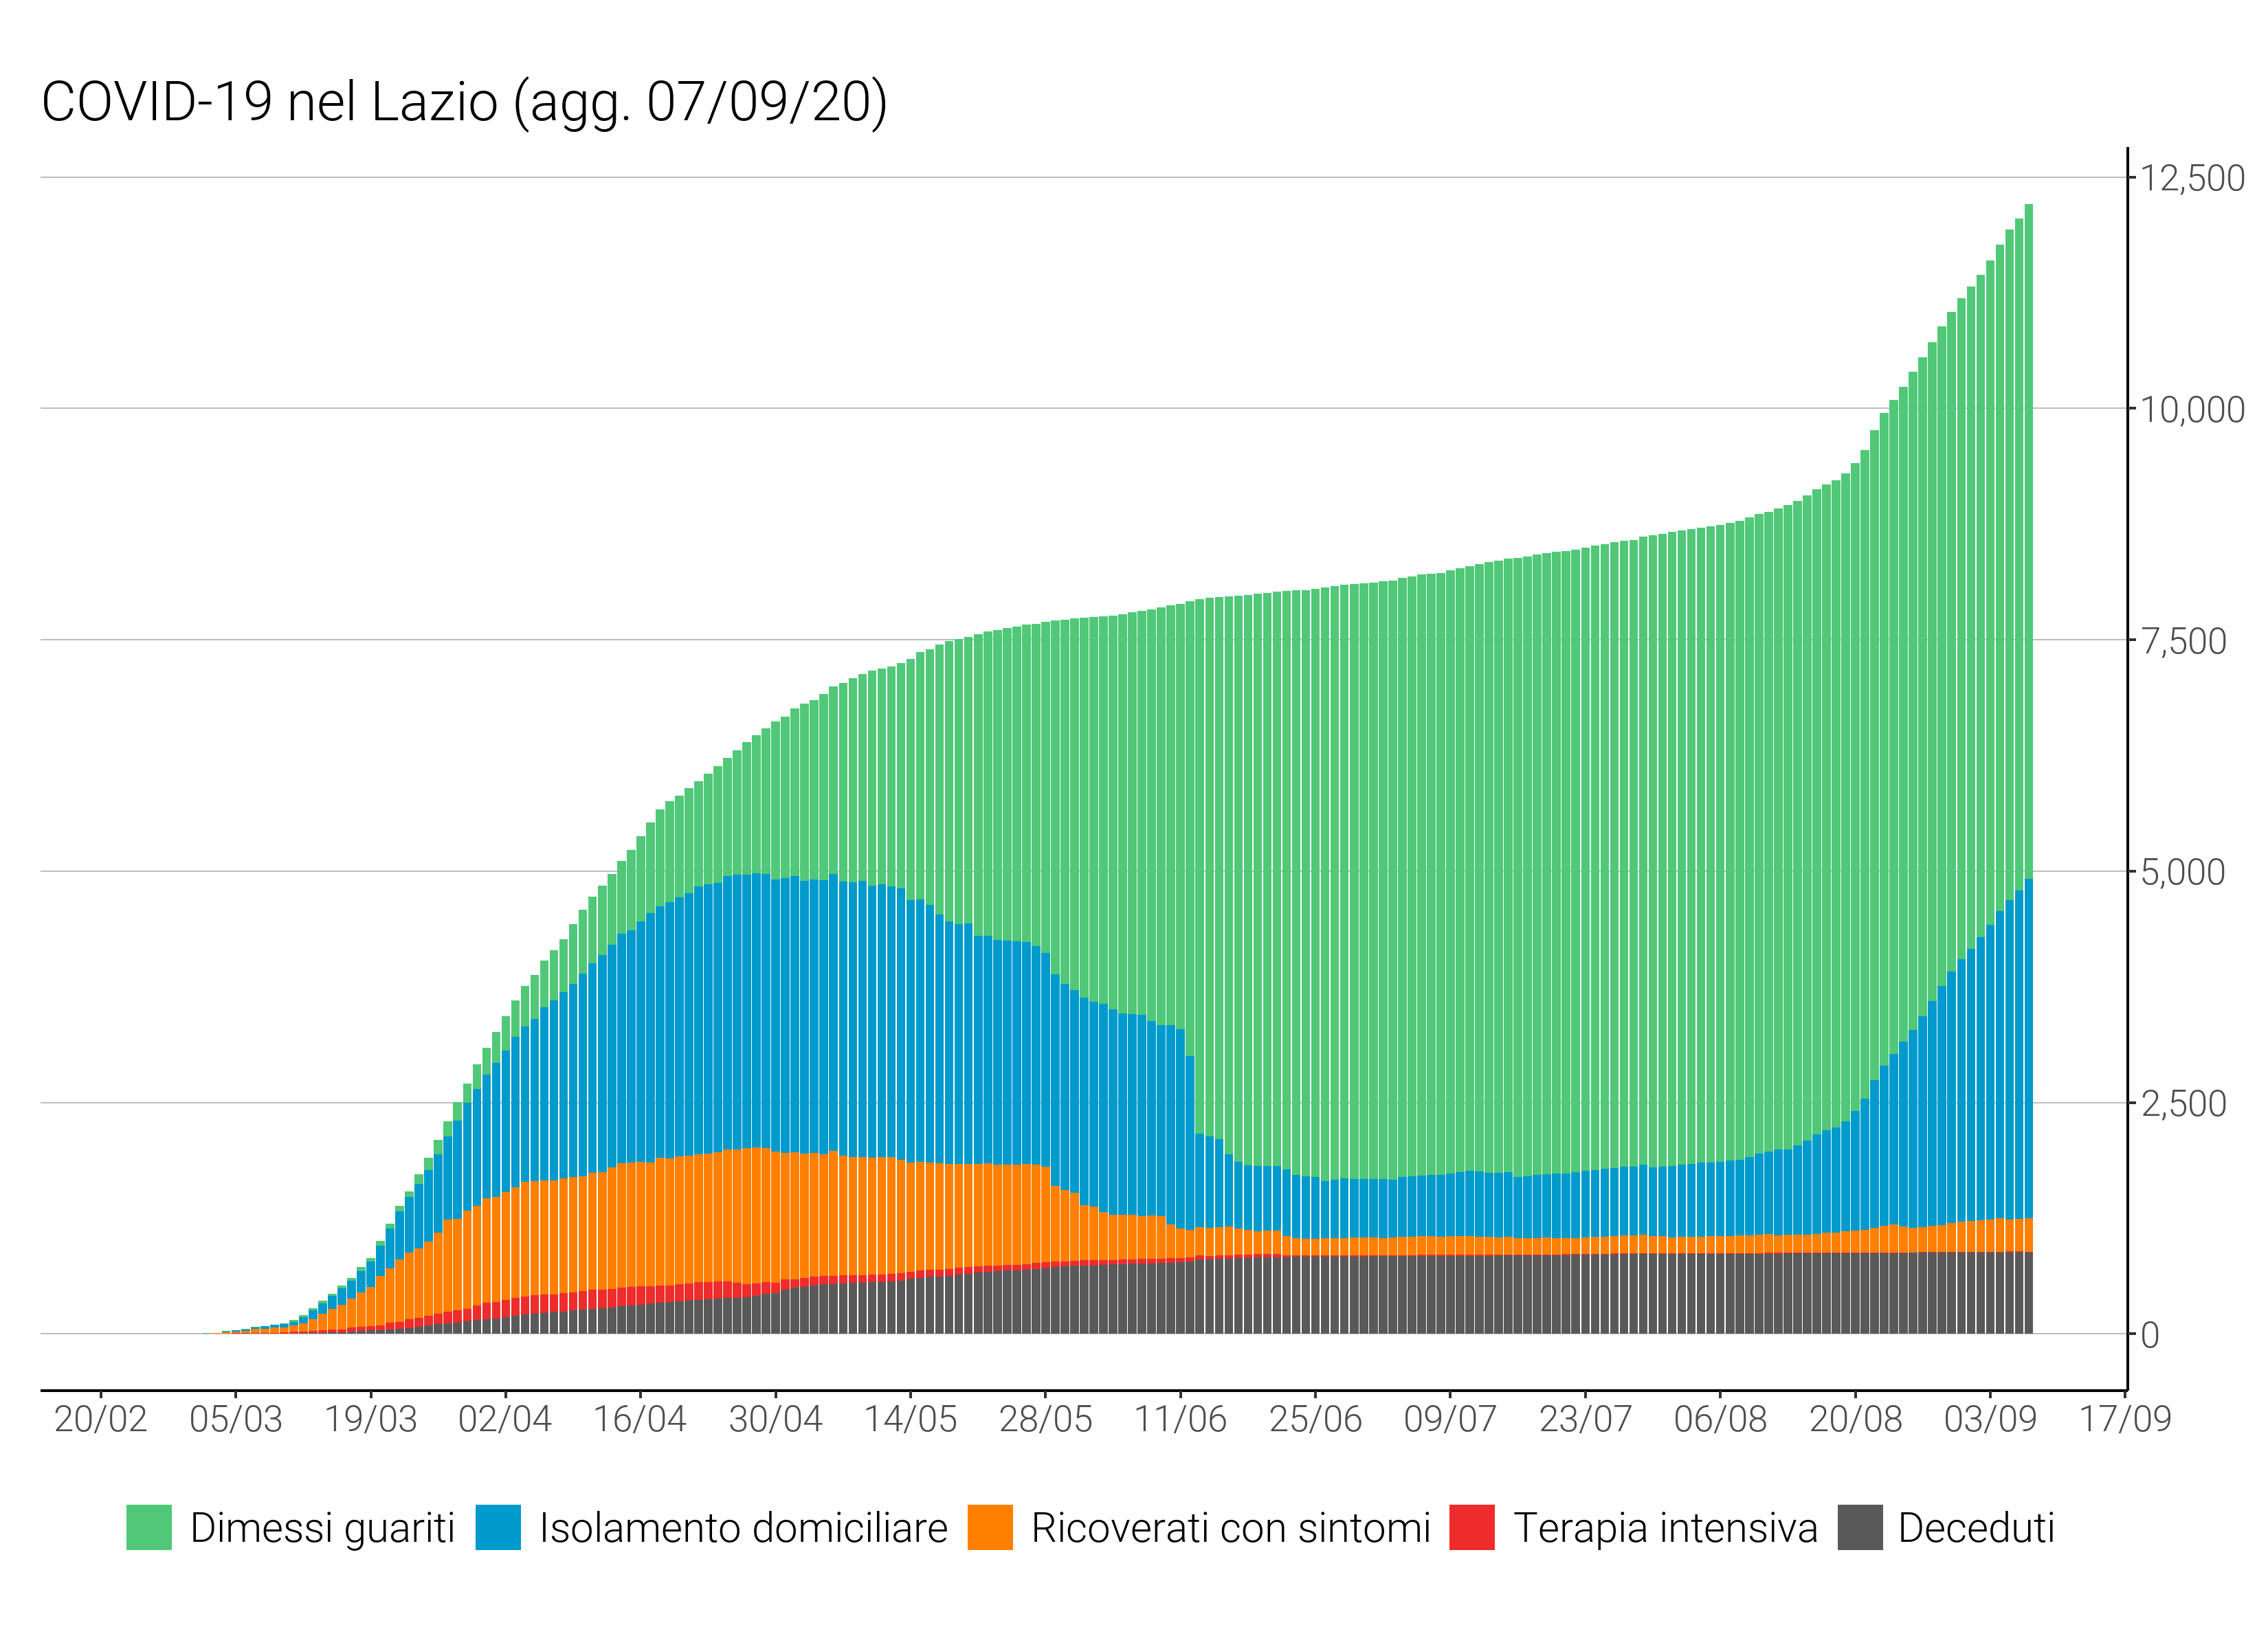 COVID-19 nel Lazio (agg. 07/09/20)
12,500
10,000
7,500
5,000
2,500
0
20/02 05/03 19/03 02/04 16/04 30/04 14/05 28/05 11/06 25/06 09/07 23/07 06/08 20/08 03/09 17/09
Dimessi guariti Isolamento domiciliare Ricoverati con sintomi Terapia intensiva Deceduti